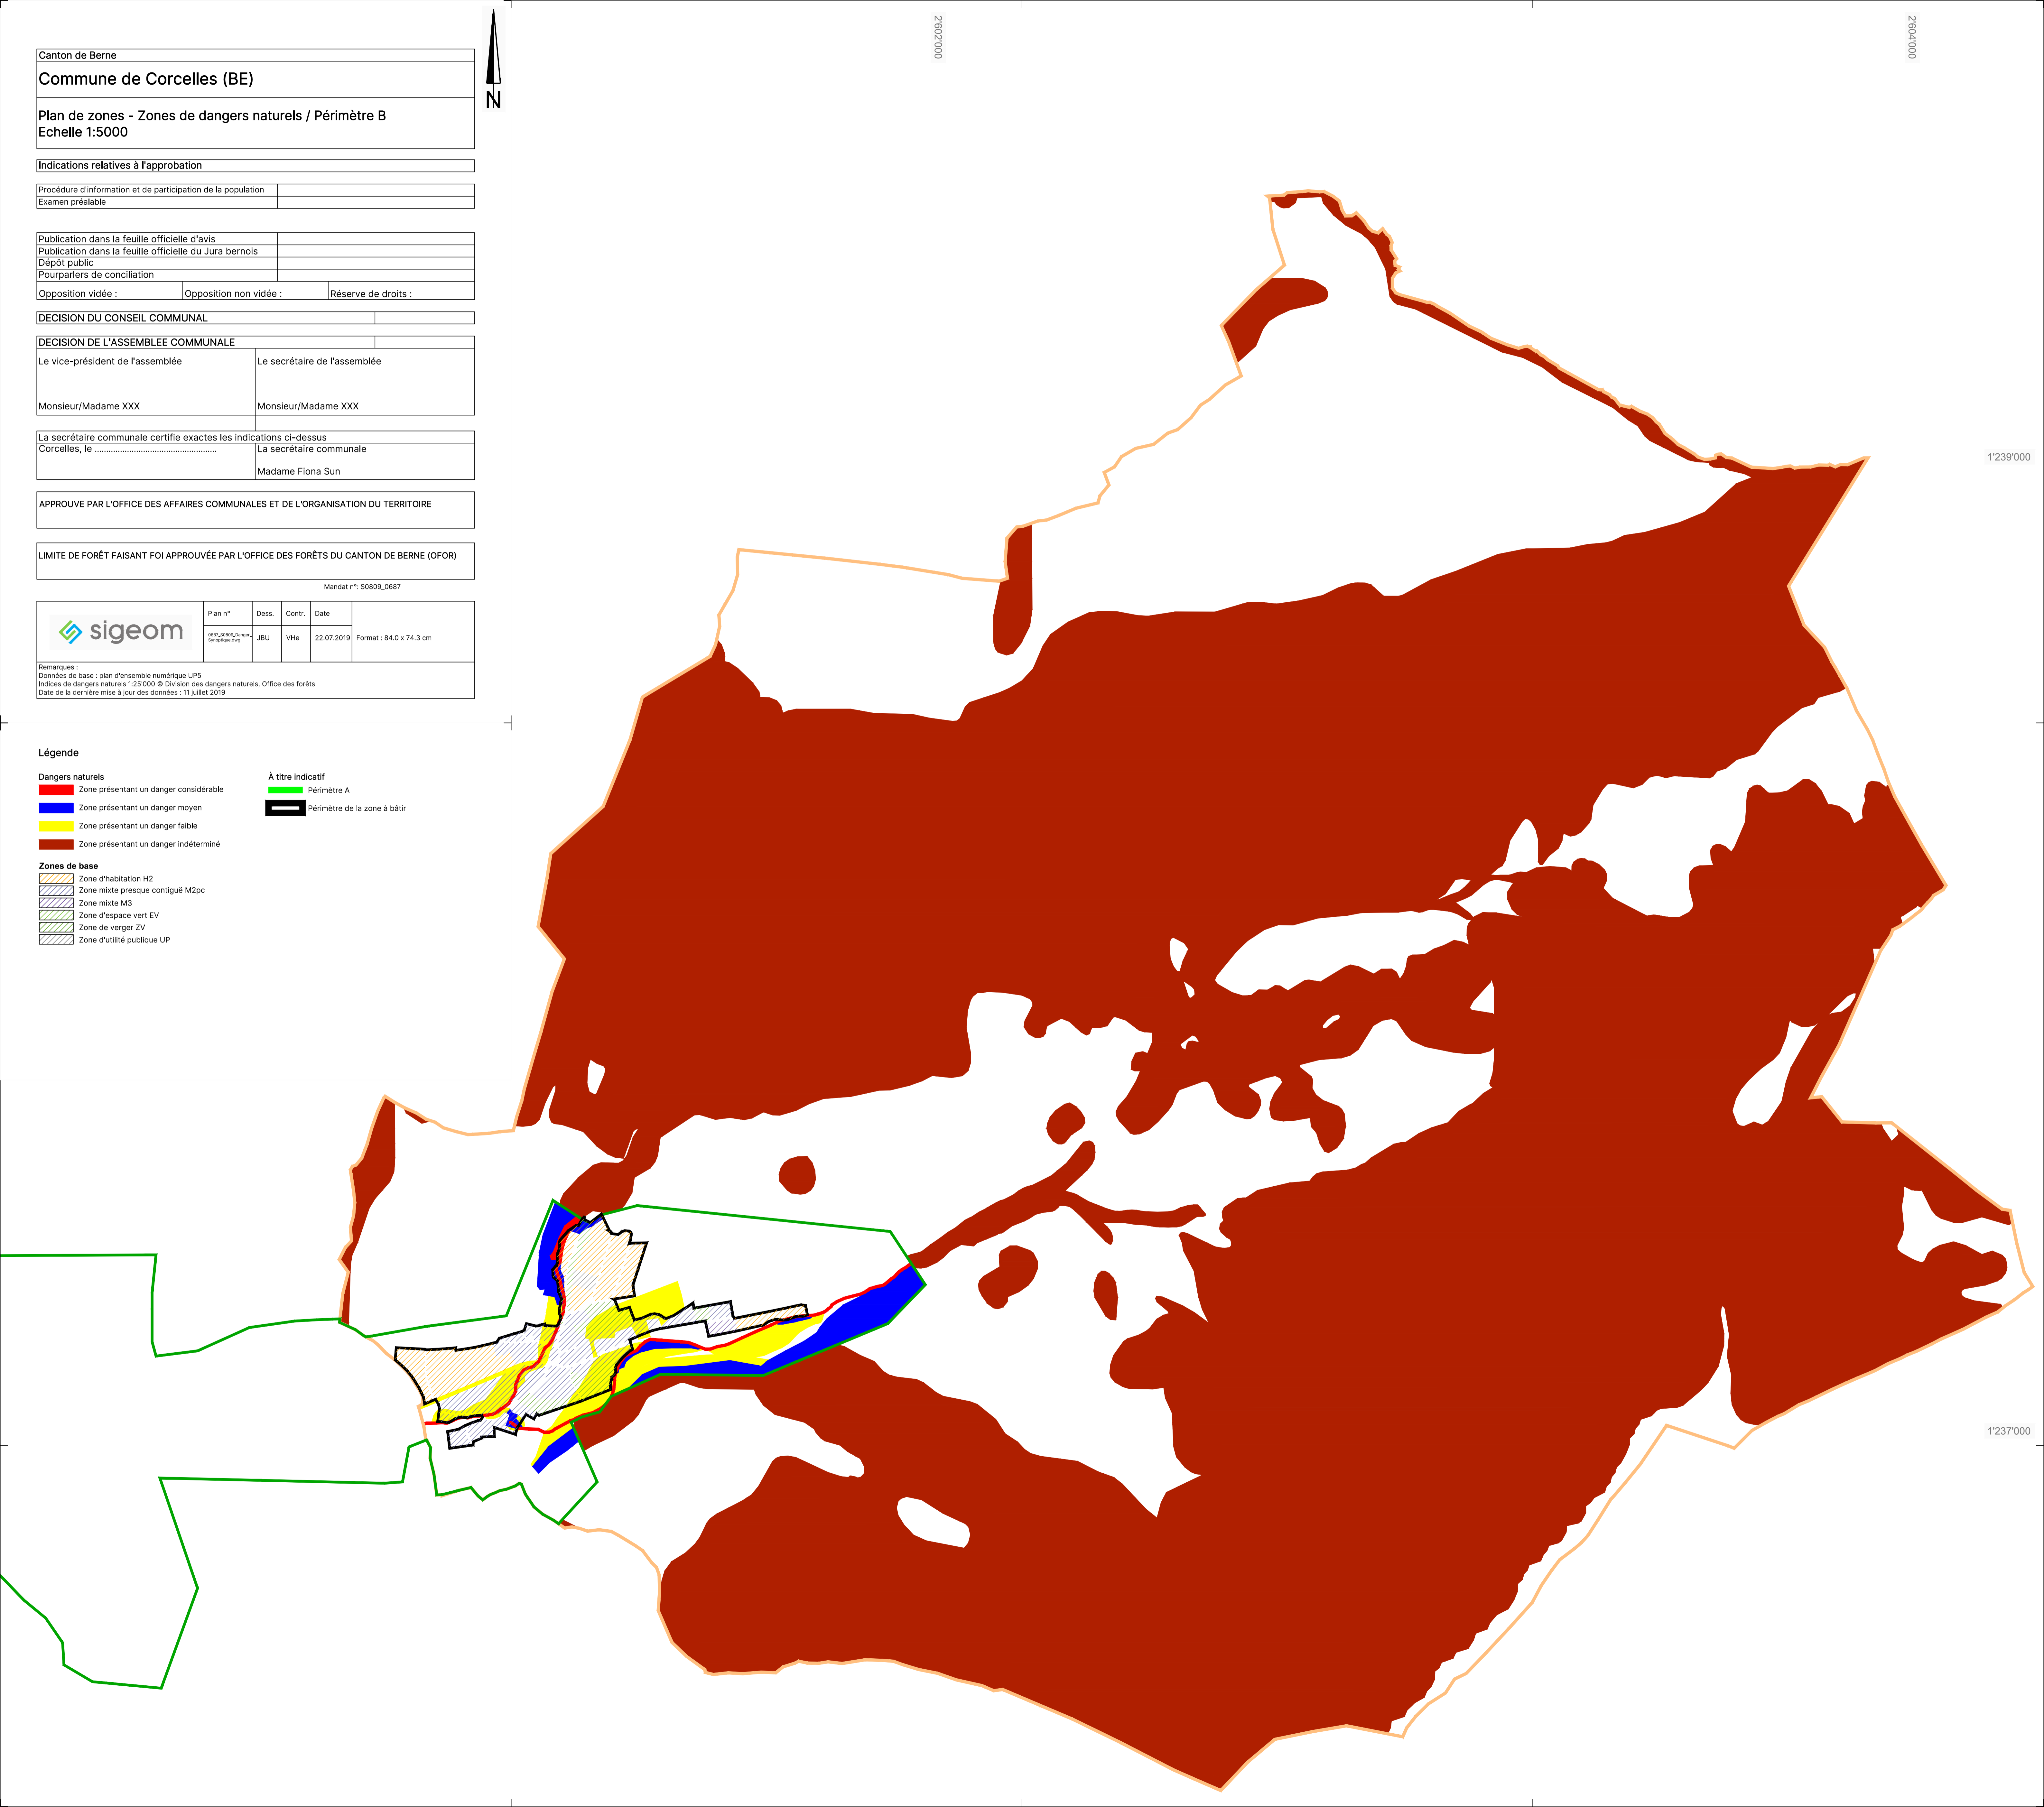 2'602'000
2'604'000
Canton de Berne
Commune de Corcelles (BE)
Plan de zones - Zones de dangers naturels / Périmètre B
Echelle 1:5000
N
Indications relatives à l'approbation
Procédure d'information et de participation de la population
Examen préalable
Publication dans la feuille officielle d'avis
Publication dans la feuille officielle du Jura bernois
Dépôt public
Pourparlers de conciliation
Opposition vidée : Opposition non vidée : Réserve de droits :
DECISION DU CONSEIL COMMUNAL
DECISION DE L'ASSEMBLEE COMMUNALE
Le vice-président de l'assemblée Le secrétaire de l'assemblée
Monsieur/Madame XXX Monsieur/Madame XXX
La secrétaire communale certifie exactes les indications ci-dessus
Corcelles, le .................................................... La secrétaire communale
Madame Fiona Sun
1'239'000
APPROUVE PAR L'OFFICE DES AFFAIRES COMMUNALES ET DE L'ORGANISATION DU TERRITOIRE
LIMITE DE FORÊT FAISANT FOI APPROUVÉE PAR L'OFFICE DES FORÊTS DU CANTON DE BERNE (OFOR)
Mandat n°: S0809_0687
sigeom
Plan n° Dess. Contr. Date
0687_S0809_Danger_
Synoptique.dwg
JBU VHe 22.07.2019 Format : 84.0 x 74.3 cm
Remarques :
Données de base : plan d'ensemble numérique UP5
Indices de dangers naturels 1:25'000 © Division des dangers naturels, Office des forêts
Date de la dernière mise à jour des données : 11 juillet 2019
Légende
Dangers naturels
Zone présentant un danger considérable
Zone présentant un danger moyen
Zone présentant un danger faible
Zone présentant un danger indéterminé
À titre indicatif
Périmètre A
Périmètre de la zone à bâtir
Zones de base
Zone d'habitation H2
Zone mixte presque contiguë M2pc
Zone mixte M3
Zone d'espace vert EV
Zone de verger ZV
Zone d'utilité publique UP
1'237'000